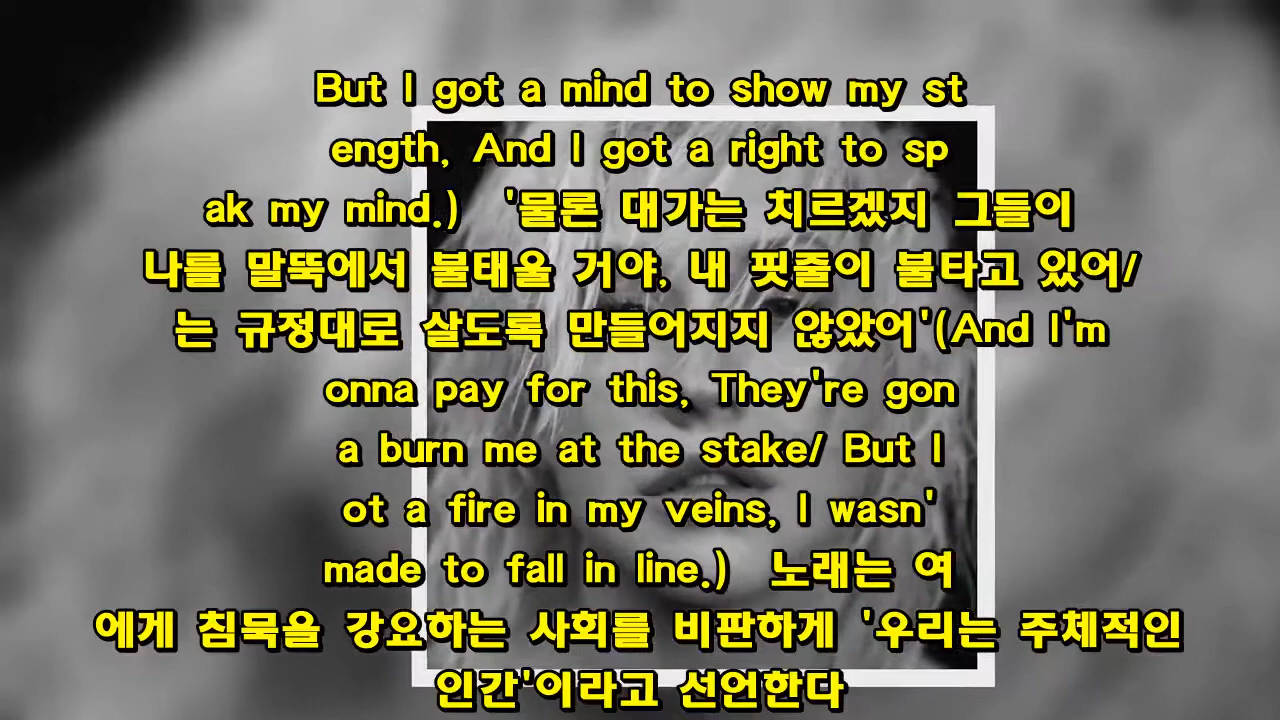 But I got a mind to show my st
ength, And I got a right to sp
ak my mind.) '물론 대가는 치르겠지 그들이
나를 말뚝에서 불태울 거야, 내 핏줄이 불타고 있어/
는 규정대로 살도록 만들어지지 않았어'(And I'm
onna pay for this, They're gon
a burn me at the stake/ But I
ot a fire in my veins, I wasn'
made to fall in line.) 노래는 여
에게 침묵을 강요하는 사회를 비판하게 '우리는 주체적인
인간'이라고 선언한다